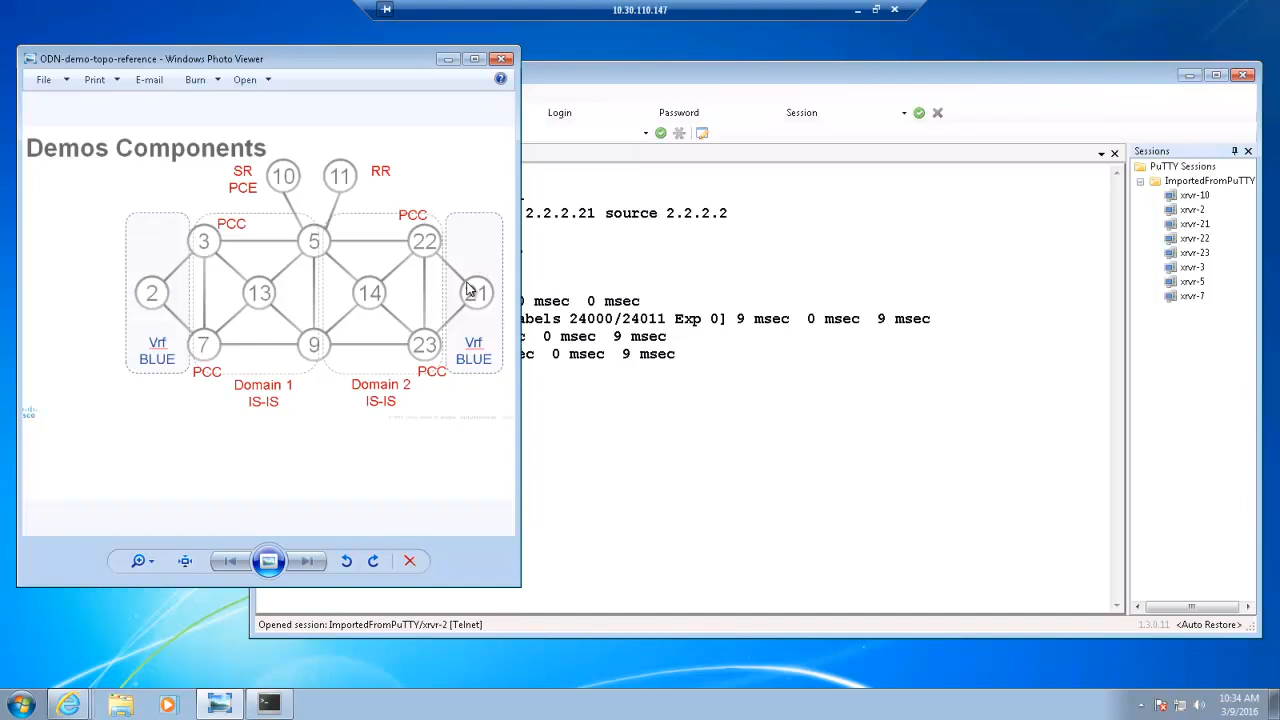 10.30.110.147
ODN-demo-topo-reference - Windows Photo Viewer
File Print E-mail Burn Open
Demos Components
SR
PCE
10
11
RR
PCC
PCC
3
5
22
2
13
14
21
7
9
23
Vrf
BLUE
Vrf
BLUE
PCC
PCC
Domain 1
IS-IS
Domain 2
IS-IS
Login Password Session
2.2.2.21 source 2.2.2.2
msec 0 msec
abels 24000/24011 Exp 0] 9 msec 0 msec 9 msec
0 msec 9 msec
0 msec 9 msec
Sessions
PuTTY Sessions
ImportedFromPuTTY
xrvr-10
xrvr-2
xrvr-21
xrvr-22
xrvr-23
xrvr-3
xrvr-5
xrvr-7
Opened session: ImportedFromPuTTY/xrvr-2 [Telnet]
1.3.0.11 <Auto Restore>
10:34 AM
3/9/2016